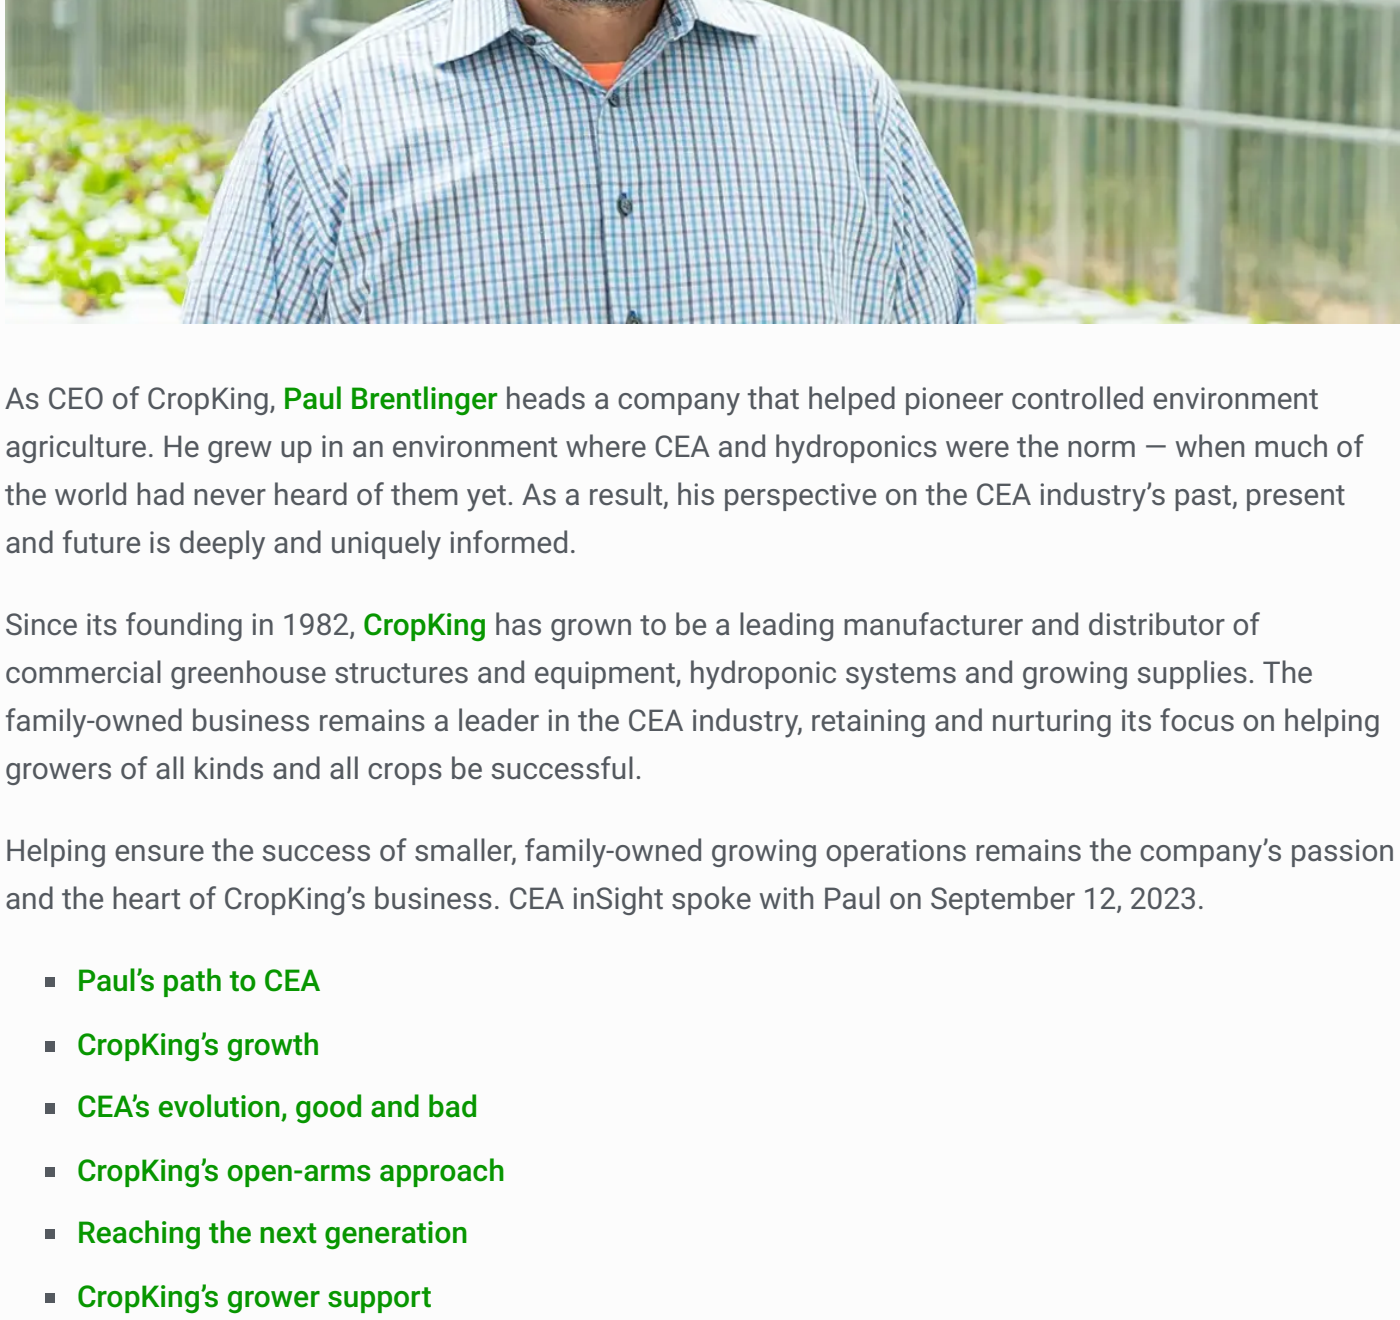 As CEO of CropKing, Paul Brentlinger heads a company that helped pioneer controlled environment
agriculture. He grew up in an environment where CEA and hydroponics were the norm — when much of
the world had never heard of them yet. As a result, his perspective on the CEA industry’s past, present
and future is deeply and uniquely informed.
Since its founding in 1982, CropKing has grown to be a leading manufacturer and distributor of
commercial greenhouse structures and equipment, hydroponic systems and growing supplies. The
family-owned business remains a leader in the CEA industry, retaining and nurturing its focus on helping
growers of all kinds and all crops be successful.
Helping ensure the success of smaller, family-owned growing operations remains the company’s passion
and the heart of CropKing’s business. CEA inSight spoke with Paul on September 12, 2023.
Paul’s path to CEA
CropKing’s growth
CEA’s evolution, good and bad
CropKing’s open-arms approach
Reaching the next generation
CropKing’s grower support